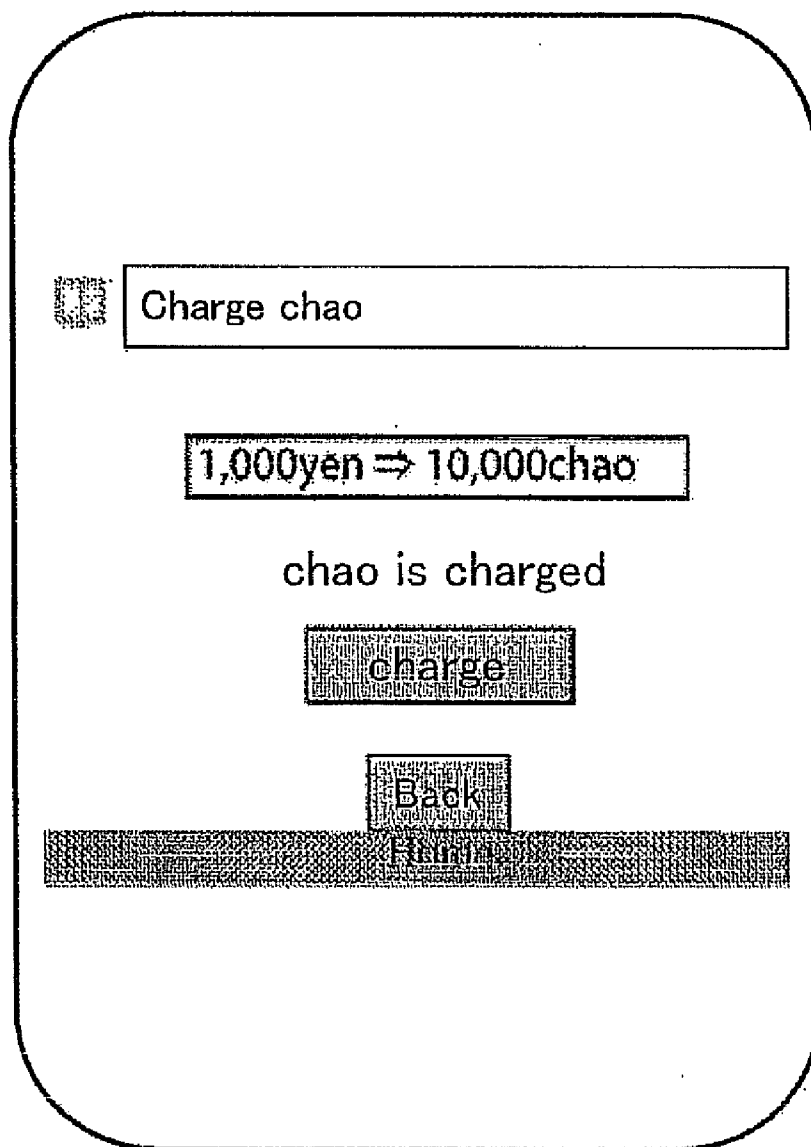 Charge chao
1,000yen ⇒ 10,000chao
chao is charged
charge
Back